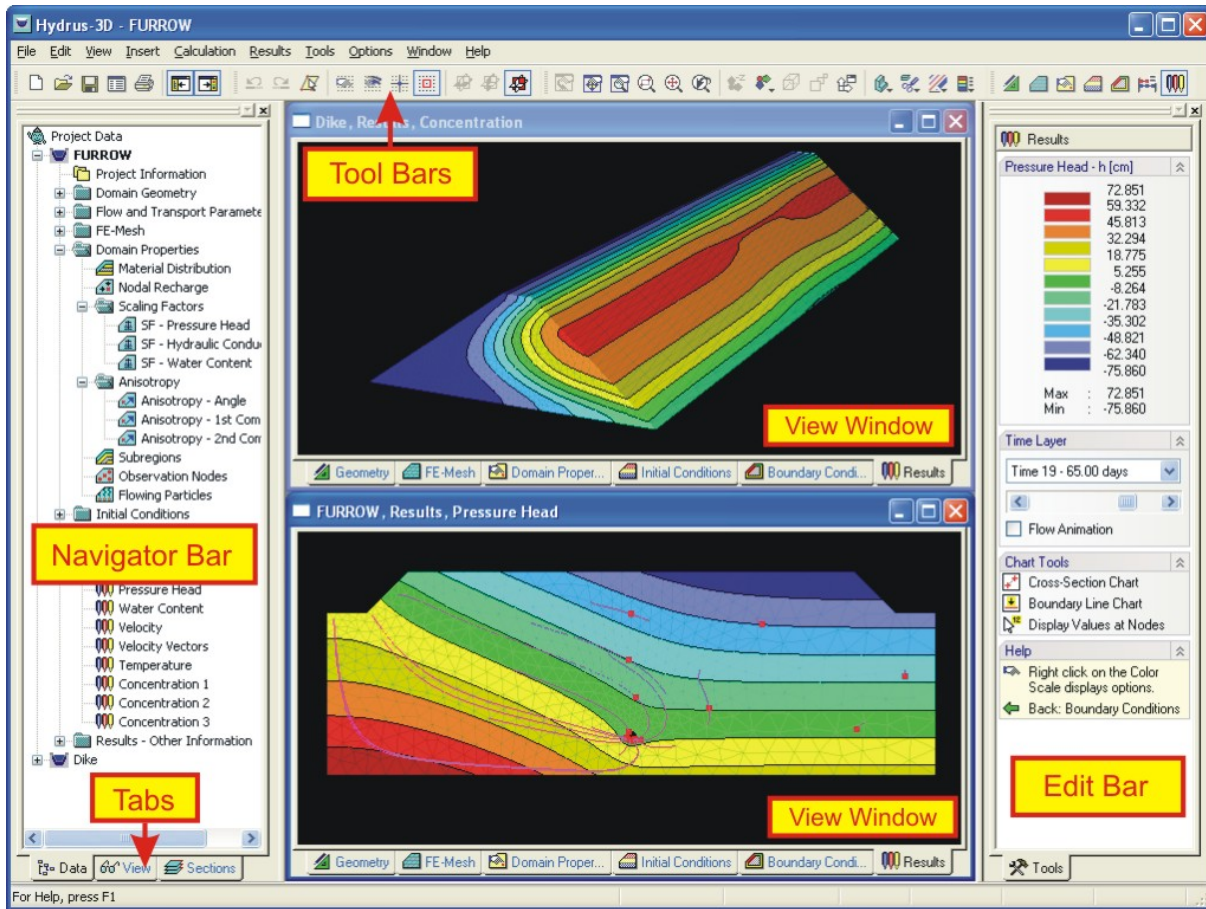 Hydrus-3D - FURROW
File Edit View Insert Calculation Results Tools Options Window Help
Project Data
FURROW
Project Information
Domain Geometry
Flow and Transport Paramete
FE-Mesh
Domain Properties
Material Distribution
Nodal Recharge
Scaling Factors
SF - Pressure Head
SF - Hydraulic Condu
SF - Water Content
Anisotropy
Anisotropy - Angle
Anisotropy - 1st Com
Anisotropy - 2nd Com
Subregions
Observation Nodes
Flowing Particles
Initial Conditions
Navigator Bar
Pressure Head
Water Content
Velocity
Velocity Vectors
Temperature
Concentration 1
Concentration 2
Concentration 3
Results - Other Information
Dike
Tabs
Data View Sections
For Help, press F1
Dike, Results, Concentration
Tool Bars
View Window
Geometry FE-Mesh Domain Proper... Initial Conditions Boundary Condi... Results
FURROW, Results, Pressure Head
View Window
Geometry FE-Mesh Domain Proper... Initial Conditions Boundary Condi... Results
Results
Pressure Head - h [cm]
72.851
59.332
45.813
32.294
18.775
5.255
-8.264
-21.783
-35.302
-48.821
-62.340
-75.860
Max : 72.851
Min : -75.860
Time Layer
Time 19 - 65.00 days
Flow Animation
Chart Tools
Cross-Section Chart
Boundary Line Chart
Display Values at Nodes
Help
Right click on the Color
Scale displays options.
Back: Boundary Conditions
Edit Bar
Tools